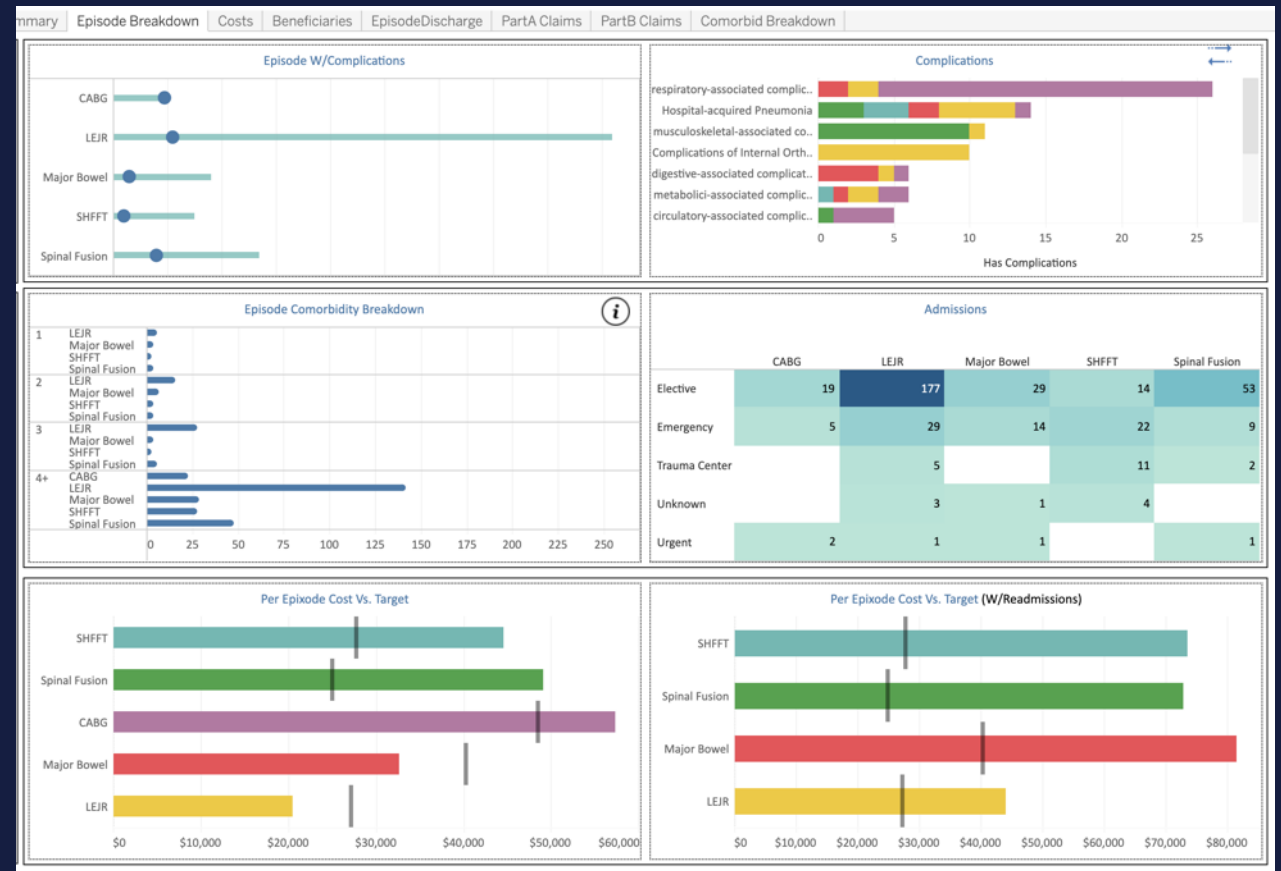 mmary Episode Breakdown Costs Beneficiaries EpisodeDischarge PartA Claims PartB Claims Comorbid Breakdown
Episode W/Complications
CABG
LEJR
Major Bowel
SHFFT
Spinal Fusion
Complications
respiratory-associated complic..
Hospital-acquired Pneumonia
musculoskeletal-associated co..
Complications of Internal Orth..
digestive-associated complicat..
metabolici-associated complic..
circulatory-associated complic..
0 5 10 15 20 25
Has Complications
Episode Comorbidity Breakdown
i
1 LEJR
Major Bowel
SHFFT
Spinal Fusion
2 LEJR
Major Bowel
SHFFT
Spinal Fusion
3 LEJR
Major Bowel
SHFFT
Spinal Fusion
4+ CABG
LEJR
Major Bowel
SHFFT
Spinal Fusion
0 25 50 75 100 125 150 175 200 225 250
Admissions
CABG LEJR Major Bowel SHFFT Spinal Fusion
Elective 19 177 29 14 53
Emergency 5 29 14 22 9
Trauma Center 5 11 2
Unknown 3 1 4
Urgent 2 1 1 1
Per Epixode Cost Vs. Target
SHFFT
Spinal Fusion
CABG
Major Bowel
LEJR
$0 $10,000 $20,000 $30,000 $40,000 $50,000 $60,000
Per Epixode Cost Vs. Target (W/Readmissions)
SHFFT
Spinal Fusion
Major Bowel
LEJR
$0 $10,000 $20,000 $30,000 $40,000 $50,000 $60,000 $70,000 $80,000